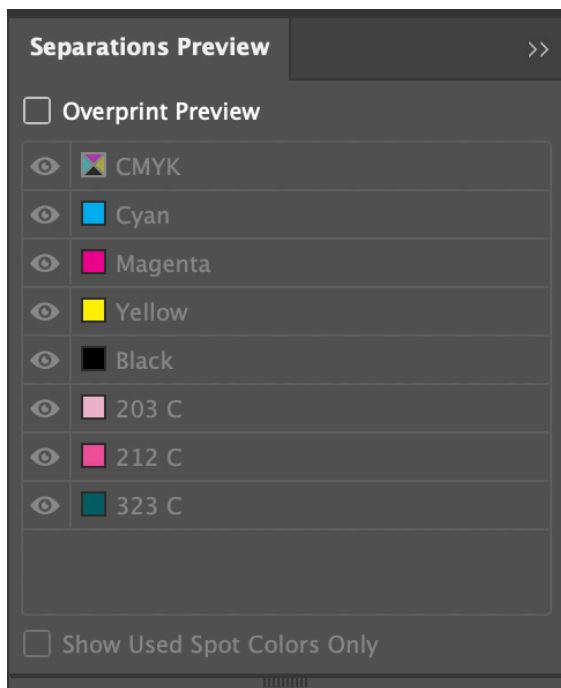 Separations Preview
Overprint Preview
CMYK
Cyan
Magenta
Yellow
Black
203 C
212 C
323 C
Show Used Spot Colors Only